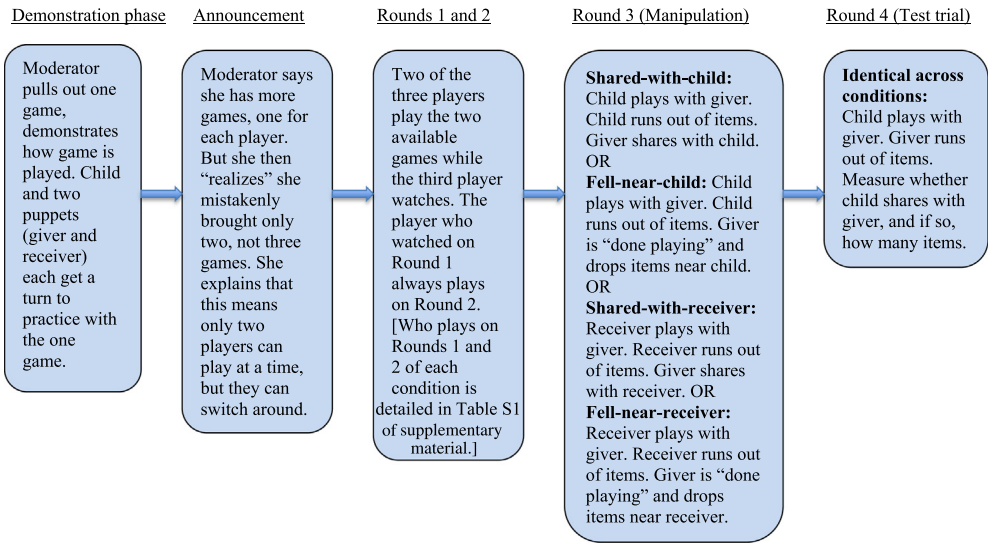 Demonstration phase
Announcement
Rounds 1 and 2
Round 3 (Manipulation)
Round 4 (Test trial)
Moderator
pulls out one
game,
demonstrates
how game is
played. Child
and two
puppets
(giver and
receiver)
each get a
turn to
practice with
the one
game.
Moderator says
she has more
games, one for
each player.
But she then
“realizes” she
mistakenly
brought only
two, not three
games. She
explains that
this means
only two
players can
play at a time,
but they can
switch around.
Two of the
three players
play the two
available
games while
the third player
watches. The
player who
watched on
Round 1
always plays
on Round 2.
[Who plays on
Rounds 1 and
2 of each
condition is
detailed in Table S1
of supplementary
material.]
Shared-with-child:
Child plays with giver.
Child runs out of items.
Giver shares with child.
OR
Fell-near-child: Child
plays with giver. Child
runs out of items. Giver
is “done playing” and
drops items near child.
OR
Shared-with-receiver:
Receiver plays with
giver. Receiver runs out
of items. Giver shares
with receiver. OR
Fell-near-receiver:
Receiver plays with
giver. Receiver runs out
of items. Giver is “done
playing” and drops
items near receiver.
Identical across
conditions:
Child plays with
giver. Giver runs
out of items.
Measure whether
child shares with
giver, and if so,
how many items.